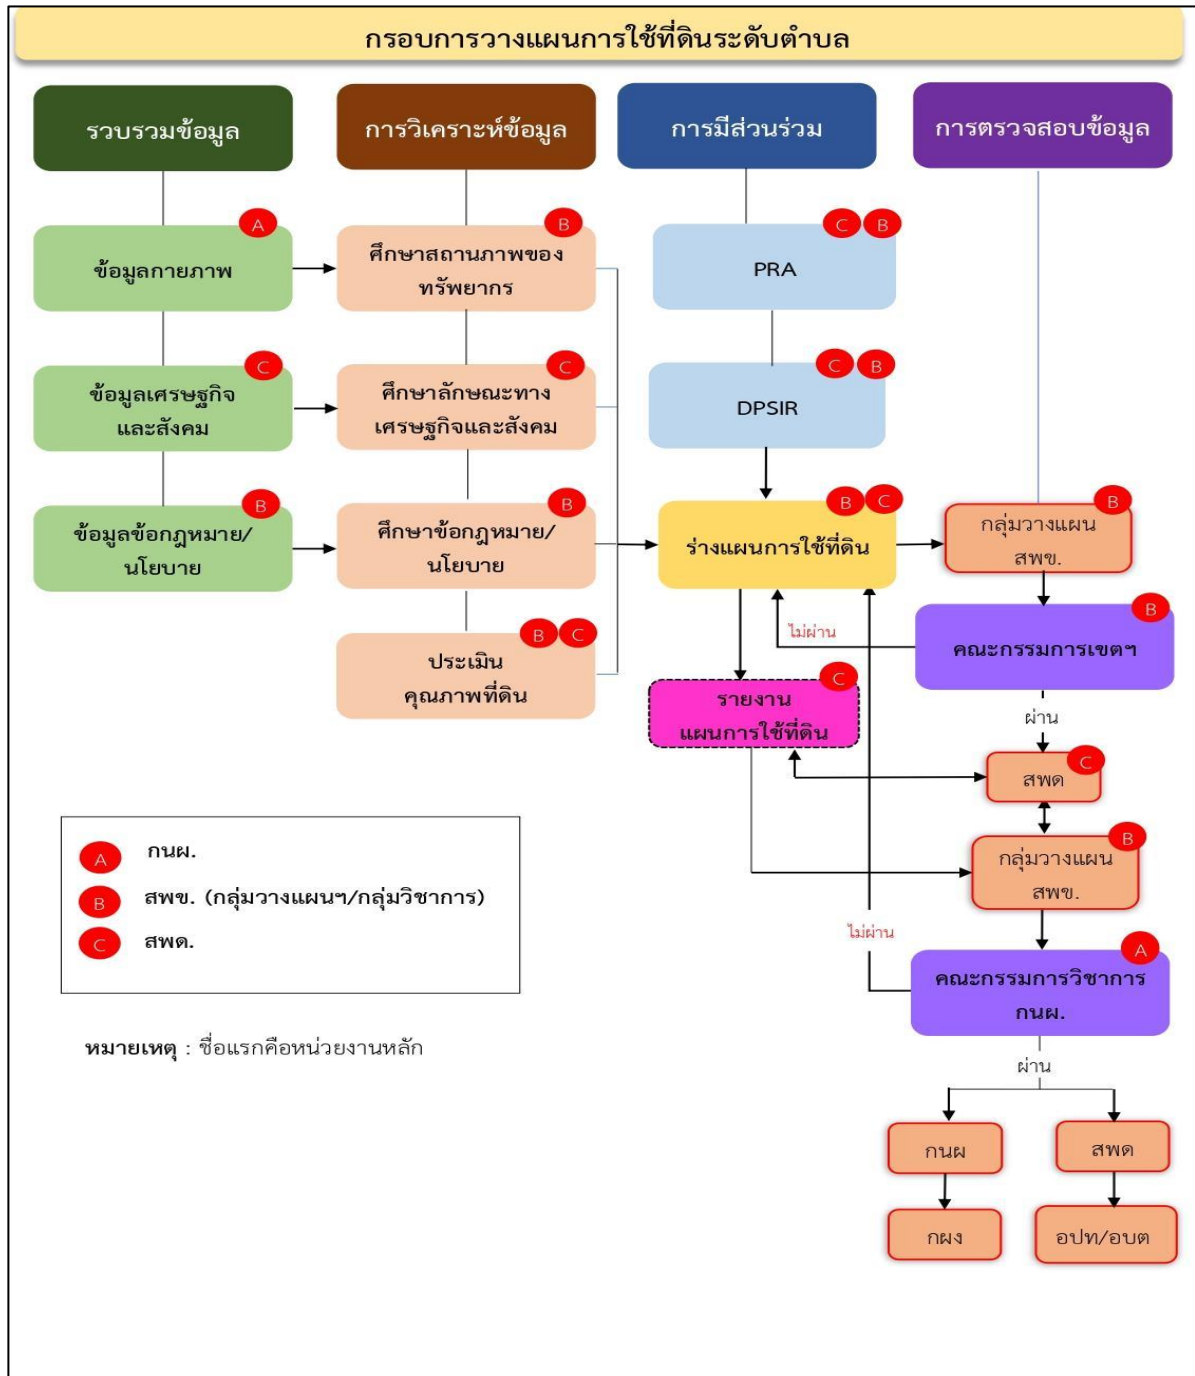 กรอบการวางแผนการใช้ที่ดินระดับตำบล
รวบรวมข้อมูล
การวิเคราะห์ข้อมูล
การมีส่วนร่วม
การตรวจสอบข้อมูล
A
ข้อมูลกายภาพ
B
ศึกษาสถานภาพของ
ทรัพยากร
C B
PRA
C
ข้อมูลเศรษฐกิจ
และสังคม
C
ศึกษาลักษณะทาง
เศรษฐกิจและสังคม
C B
DPSIR
B
ข้อมูลข้อกฎหมาย/
นโยบาย
B
ศึกษาข้อกฎหมาย/
นโยบาย
B C
ร่างแผนการใช้ที่ดิน
B
กลุ่มวางแผน
สพข.
B C
ประเมิน
คุณภาพที่ดิน
ไม่ผ่าน
B
คณะกรรมการเขตฯ
C
รายงาน
แผนการใช้ที่ดิน
ผ่าน
C
สพด
B
กลุ่มวางแผน
สพข.
A กนผ.
B สพข. (กลุ่มวางแผนฯ/กลุ่มวิชาการ)
C สพด.
ไม่ผ่าน
A
คณะกรรมการวิชาการ
กนผ.
หมายเหตุ : ชื่อแรกคือหน่วยงานหลัก
ผ่าน
กนผ
สพด
กผง
อปท/อบต